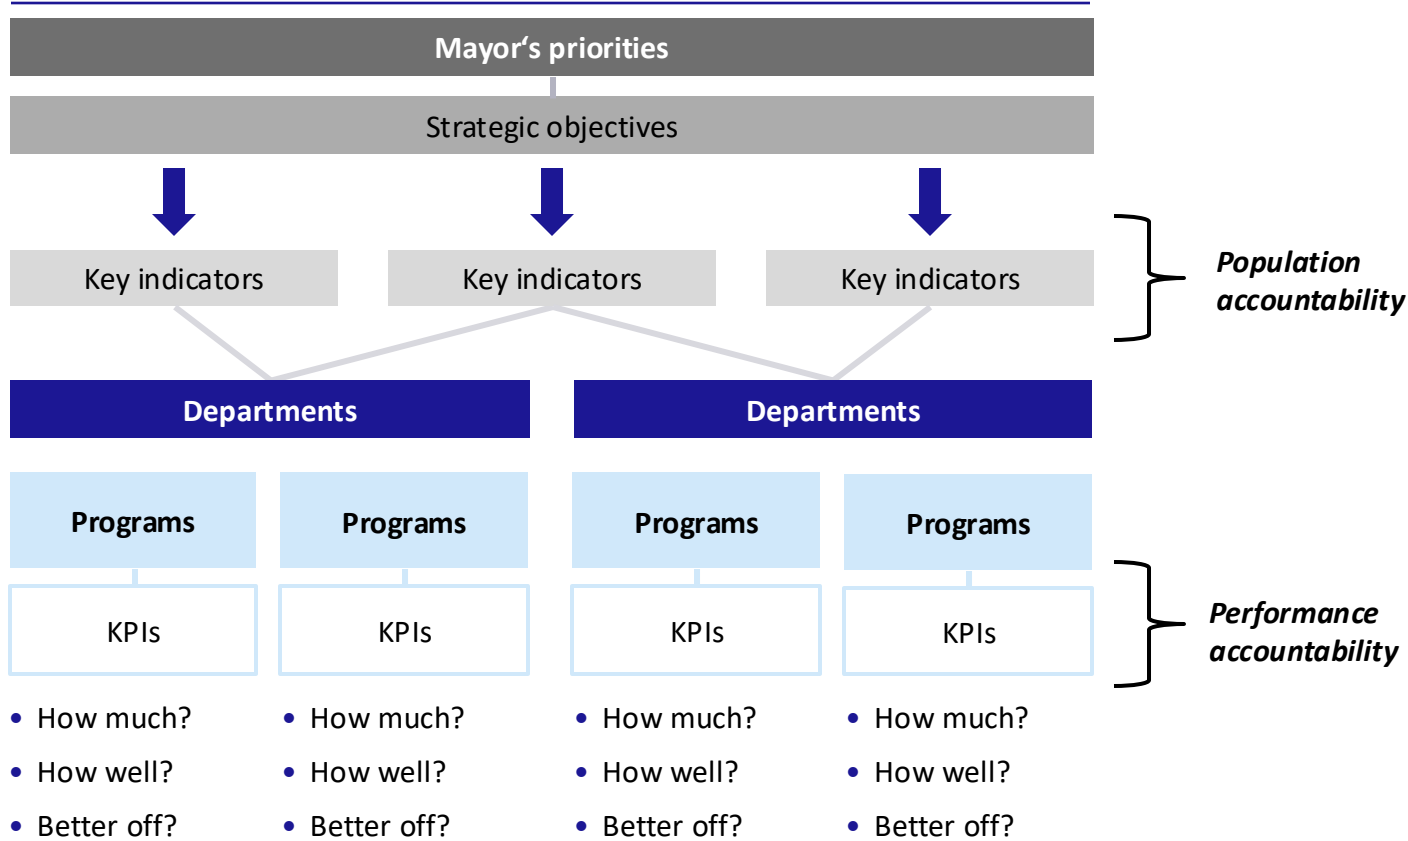 Mayor‘s priorities
Strategic objectives
Key indicators
Key indicators
Key indicators
Population
accountability
Departments
Departments
Programs
Programs
Programs
Programs
KPIs
KPIs
KPIs
KPIs
Performance
accountability
• How much?
• How well?
• Better off?
• How much?
• How well?
• Better off?
• How much?
• How well?
• Better off?
• How much?
• How well?
• Better off?